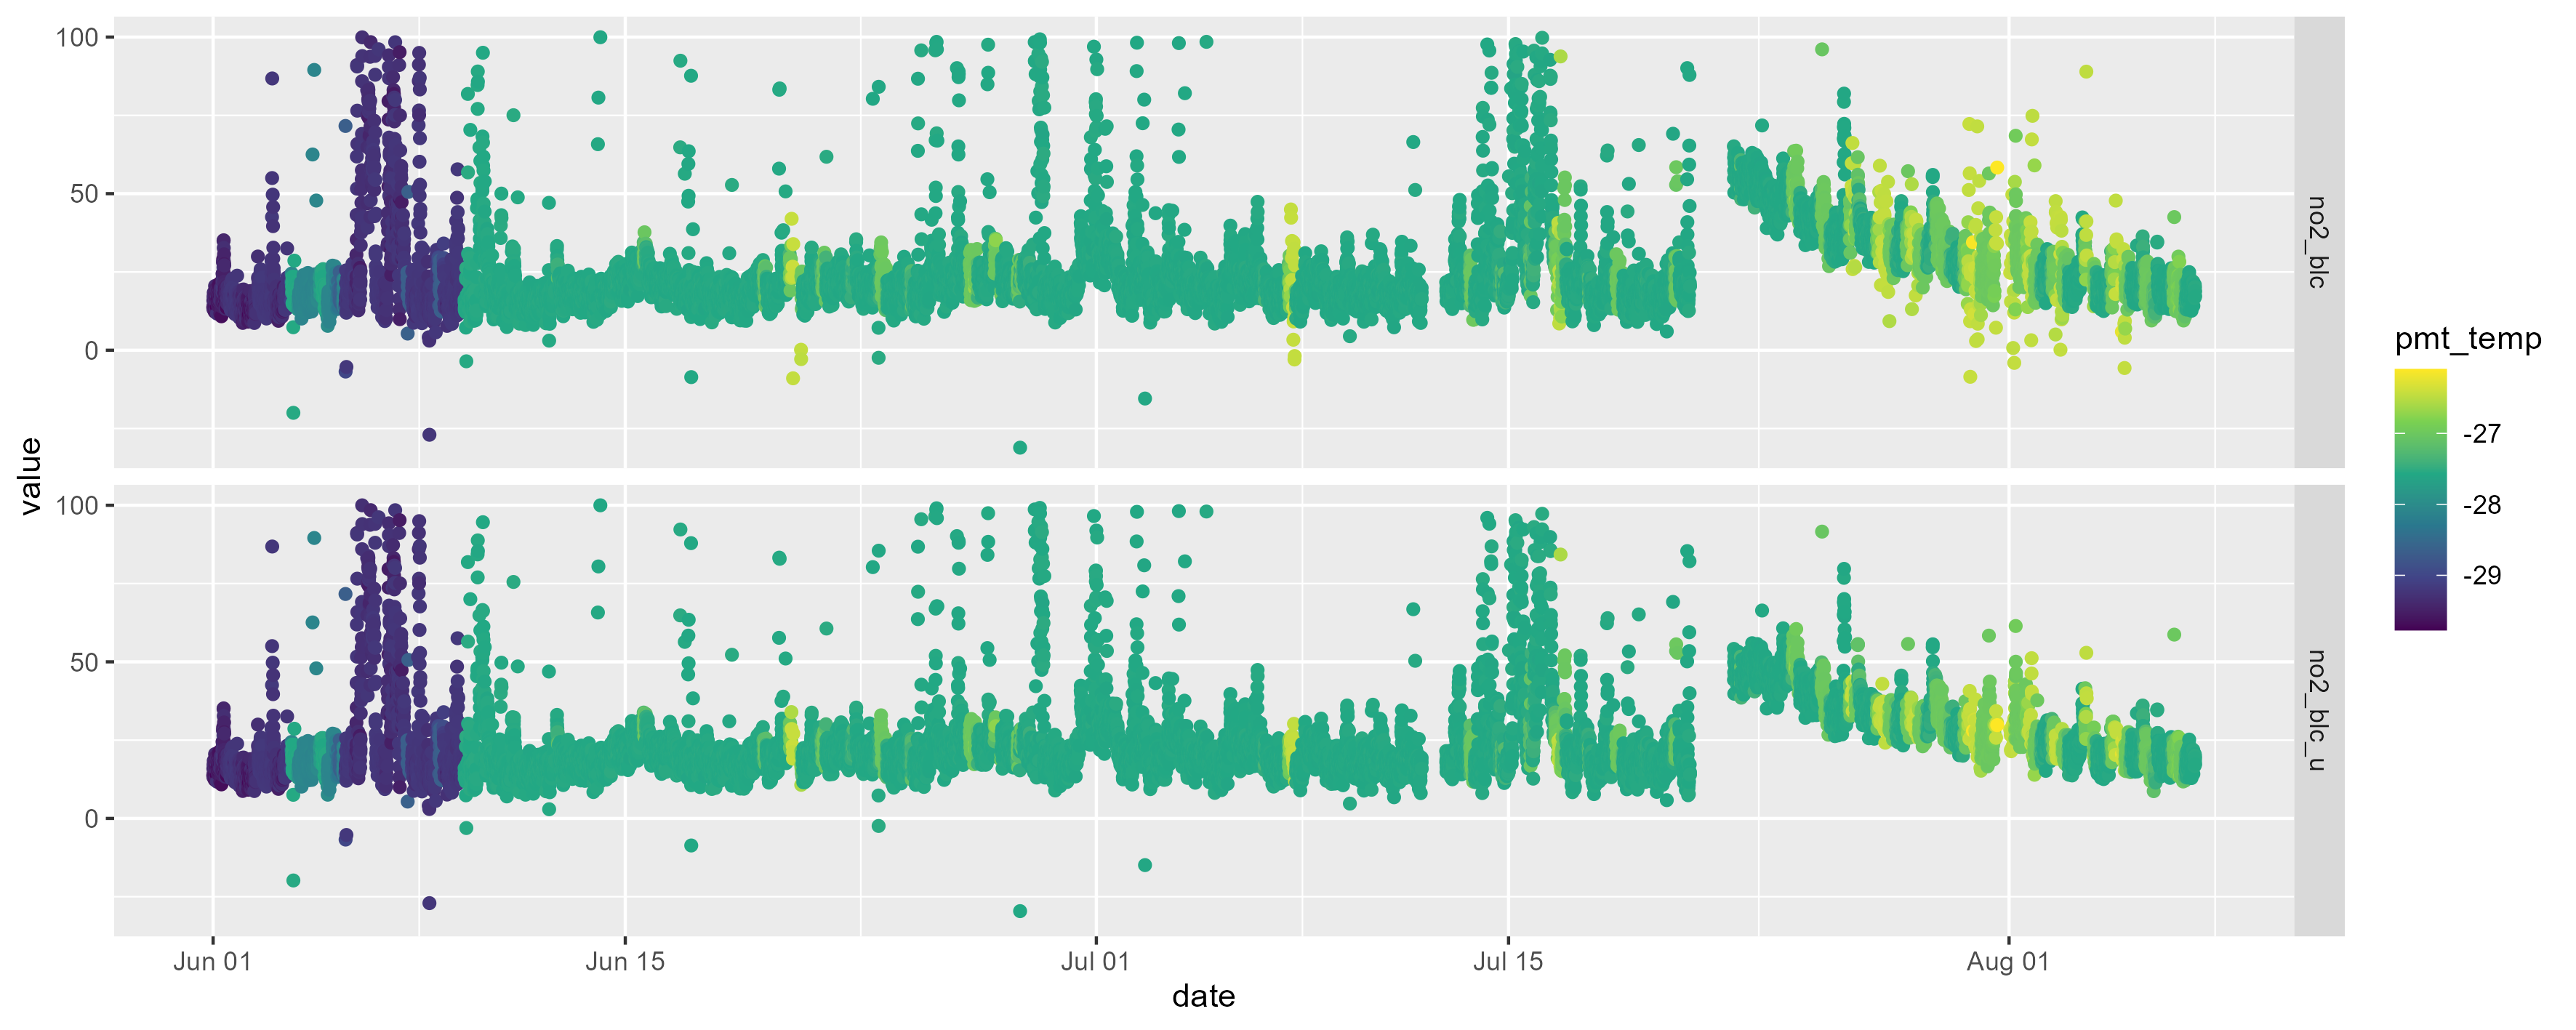 value
100
50
0
no2_blc
100
50
0
no2_blc_u
Jun 01
Jun 15
Jul 01
Jul 15
Aug 01
date
pmt_temp
-27
-28
-29